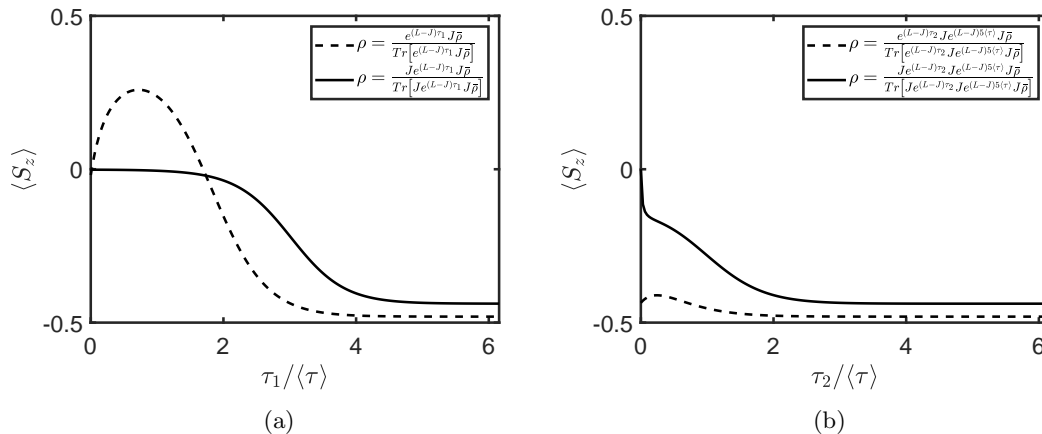 0.5
0
-0.5
⟨S_z⟩
0 2 4 6
τ_1/⟨τ⟩
ρ = e^{(L−J)τ_1} J ρ̄ / Tr[e^{(L−J)τ_1} J ρ̄]
ρ = J e^{(L−J)τ_1} J ρ̄ / Tr[J e^{(L−J)τ_1} J ρ̄]
(a)
0.5
0
-0.5
⟨S_z⟩
0 2 4 6
τ_2/⟨τ⟩
ρ = e^{(L−J)τ_2} J e^{(L−J)5⟨τ⟩} J ρ̄ / Tr[e^{(L−J)τ_2} J e^{(L−J)5⟨τ⟩} J ρ̄]
ρ = J e^{(L−J)τ_2} J e^{(L−J)5⟨τ⟩} J ρ̄ / Tr[J e^{(L−J)τ_2} J e^{(L−J)5⟨τ⟩} J ρ̄]
(b)